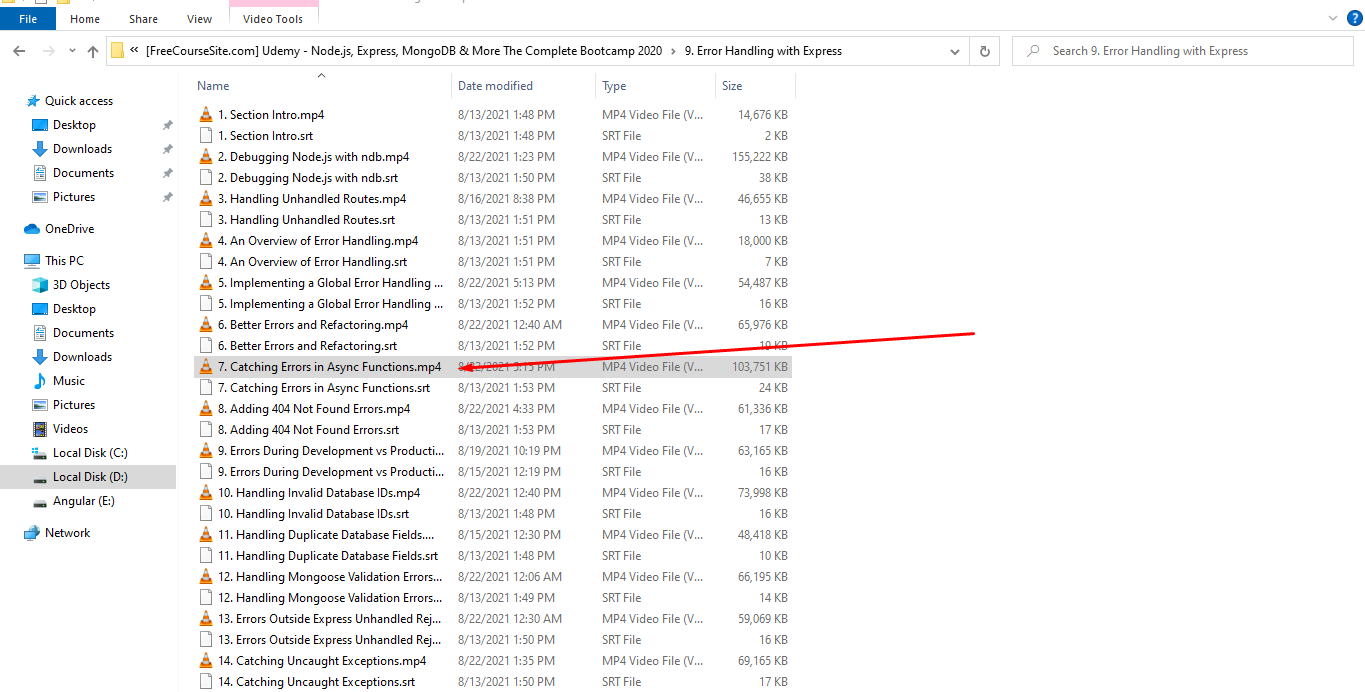 File Home Share View Video Tools
« [FreeCourseSite.com] Udemy - Node.js, Express, MongoDB & More The Complete Bootcamp 2020 › 9. Error Handling with Express Search 9. Error Handling with Express
Name Date modified Type Size
Quick access
Desktop
Downloads
Documents
Pictures
OneDrive
This PC
3D Objects
Desktop
Documents
Downloads
Music
Pictures
Videos
Local Disk (C:)
Local Disk (D:)
Angular (E:)
Network
1. Section Intro.mp4 8/13/2021 1:48 PM MP4 Video File (V... 14,676 KB
1. Section Intro.srt 8/13/2021 1:48 PM SRT File 2 KB
2. Debugging Node.js with ndb.mp4 8/22/2021 1:23 PM MP4 Video File (V... 155,222 KB
2. Debugging Node.js with ndb.srt 8/13/2021 1:50 PM SRT File 38 KB
3. Handling Unhandled Routes.mp4 8/16/2021 8:38 PM MP4 Video File (V... 46,655 KB
3. Handling Unhandled Routes.srt 8/13/2021 1:51 PM SRT File 13 KB
4. An Overview of Error Handling.mp4 8/13/2021 1:51 PM MP4 Video File (V... 18,000 KB
4. An Overview of Error Handling.srt 8/13/2021 1:51 PM SRT File 7 KB
5. Implementing a Global Error Handling ... 8/22/2021 5:13 PM MP4 Video File (V... 54,487 KB
5. Implementing a Global Error Handling ... 8/13/2021 1:52 PM SRT File 16 KB
6. Better Errors and Refactoring.mp4 8/22/2021 12:40 AM MP4 Video File (V... 65,976 KB
6. Better Errors and Refactoring.srt 8/13/2021 1:52 PM SRT File KB
7. Catching Errors in Async Functions.mp4 PM MP4 Video File (V... 103,751 KB
7. Catching Errors in Async Functions.srt 8/13/2021 1:53 PM SRT File 24 KB
8. Adding 404 Not Found Errors.mp4 8/22/2021 4:33 PM MP4 Video File (V... 61,336 KB
8. Adding 404 Not Found Errors.srt 8/13/2021 1:53 PM SRT File 17 KB
9. Errors During Development vs Producti... 8/19/2021 10:19 PM MP4 Video File (V... 63,165 KB
9. Errors During Development vs Producti... 8/15/2021 12:19 PM SRT File 16 KB
10. Handling Invalid Database IDs.mp4 8/22/2021 12:40 PM MP4 Video File (V... 73,998 KB
10. Handling Invalid Database IDs.srt 8/13/2021 1:48 PM SRT File 16 KB
11. Handling Duplicate Database Fields.... 8/15/2021 12:30 PM MP4 Video File (V... 48,418 KB
11. Handling Duplicate Database Fields.srt 8/13/2021 1:48 PM SRT File 10 KB
12. Handling Mongoose Validation Errors... 8/22/2021 12:06 AM MP4 Video File (V... 66,195 KB
12. Handling Mongoose Validation Errors... 8/13/2021 1:49 PM SRT File 14 KB
13. Errors Outside Express Unhandled Rej... 8/22/2021 12:30 AM MP4 Video File (V... 59,069 KB
13. Errors Outside Express Unhandled Rej... 8/13/2021 1:50 PM SRT File 16 KB
14. Catching Uncaught Exceptions.mp4 8/22/2021 1:35 PM MP4 Video File (V... 69,165 KB
14. Catching Uncaught Exceptions.srt 8/13/2021 1:50 PM SRT File 17 KB